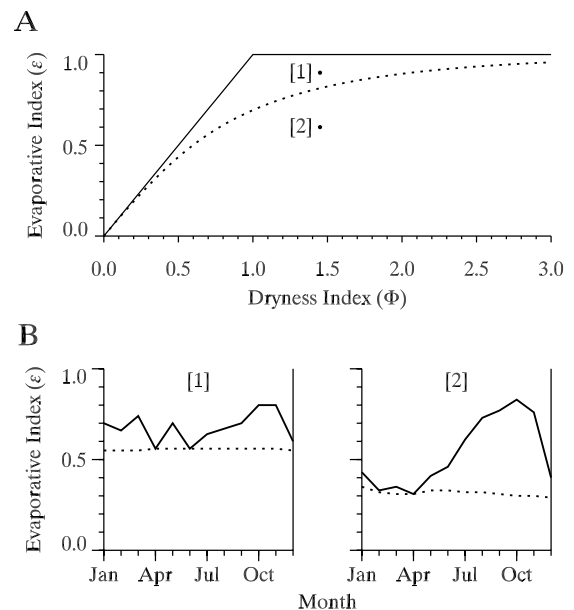 A
Evaporative Index (ε)
1.0
0.5
0.0
[1]
[2]
0.0 0.5 1.0 1.5 2.0 2.5 3.0
Dryness Index (Φ)
B
Evaporative Index (ε)
1.0
0.5
0.0
[1]
[2]
Jan Apr Jul Oct
Jan Apr Jul Oct
Month